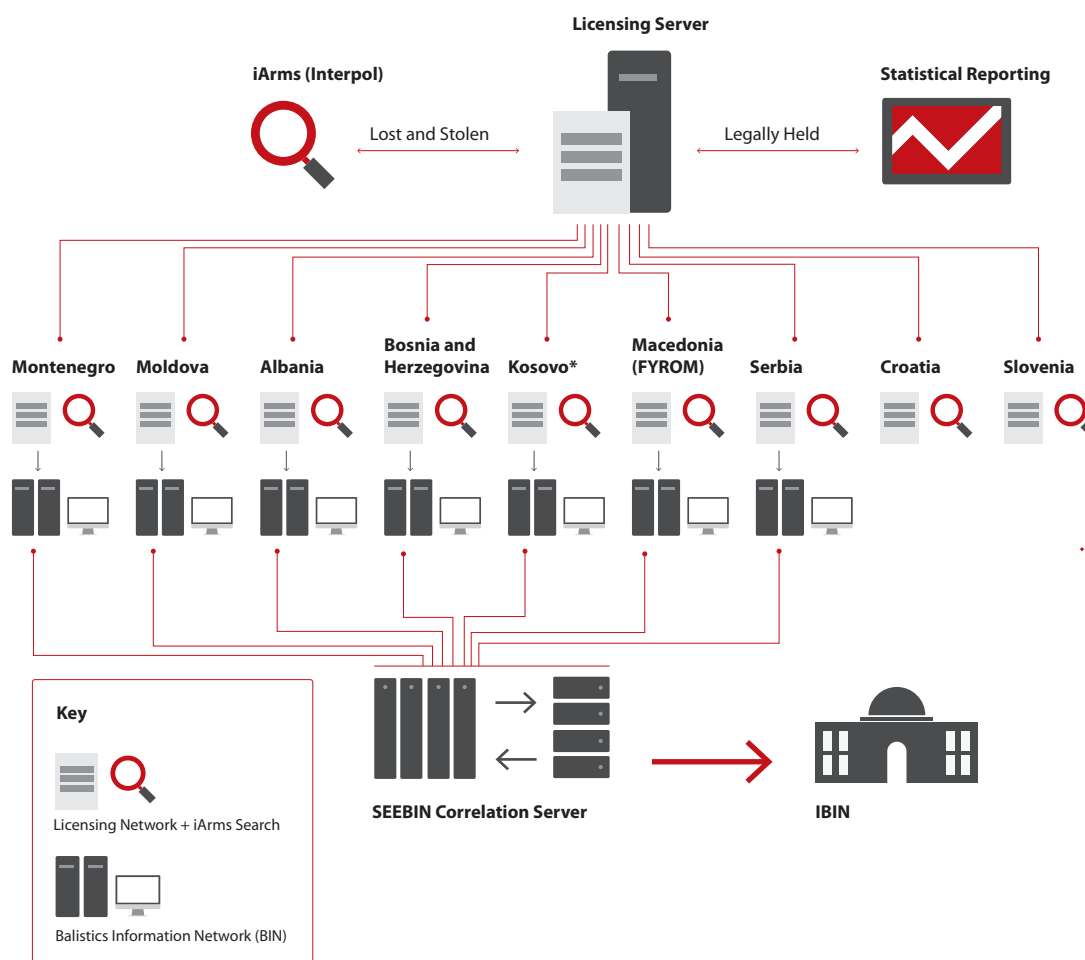 Licensing Server
iArms (Interpol)
Statistical Reporting
Lost and Stolen
Legally Held
Montenegro
Moldova
Albania
Bosnia and
Herzegovina
Kosovo*
Macedonia
(FYROM)
Serbia
Croatia
Slovenia
Key
Licensing Network + iArms Search
Balistics Information Network (BIN)
SEEBIN Correlation Server
IBIN